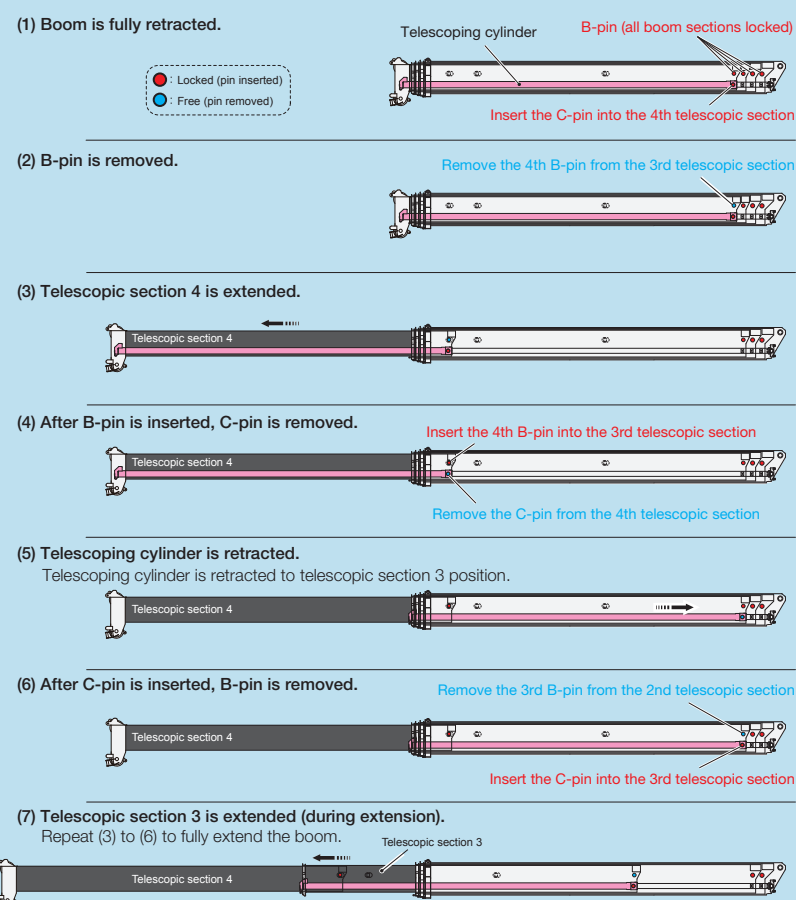 (1) Boom is fully retracted.
Telescoping cylinder
B-pin (all boom sections locked)
: Locked (pin inserted)
: Free (pin removed)
Insert the C-pin into the 4th telescopic section
(2) B-pin is removed.
Remove the 4th B-pin from the 3rd telescopic section
(3) Telescopic section 4 is extended.
Telescopic section 4
(4) After B-pin is inserted, C-pin is removed.
Insert the 4th B-pin into the 3rd telescopic section
Telescopic section 4
Remove the C-pin from the 4th telescopic section
(5) Telescoping cylinder is retracted.
Telescoping cylinder is retracted to telescopic section 3 position.
Telescopic section 4
(6) After C-pin is inserted, B-pin is removed.
Remove the 3rd B-pin from the 2nd telescopic section
Telescopic section 4
Insert the C-pin into the 3rd telescopic section
(7) Telescopic section 3 is extended (during extension).
Repeat (3) to (6) to fully extend the boom.
Telescopic section 3
Telescopic section 4